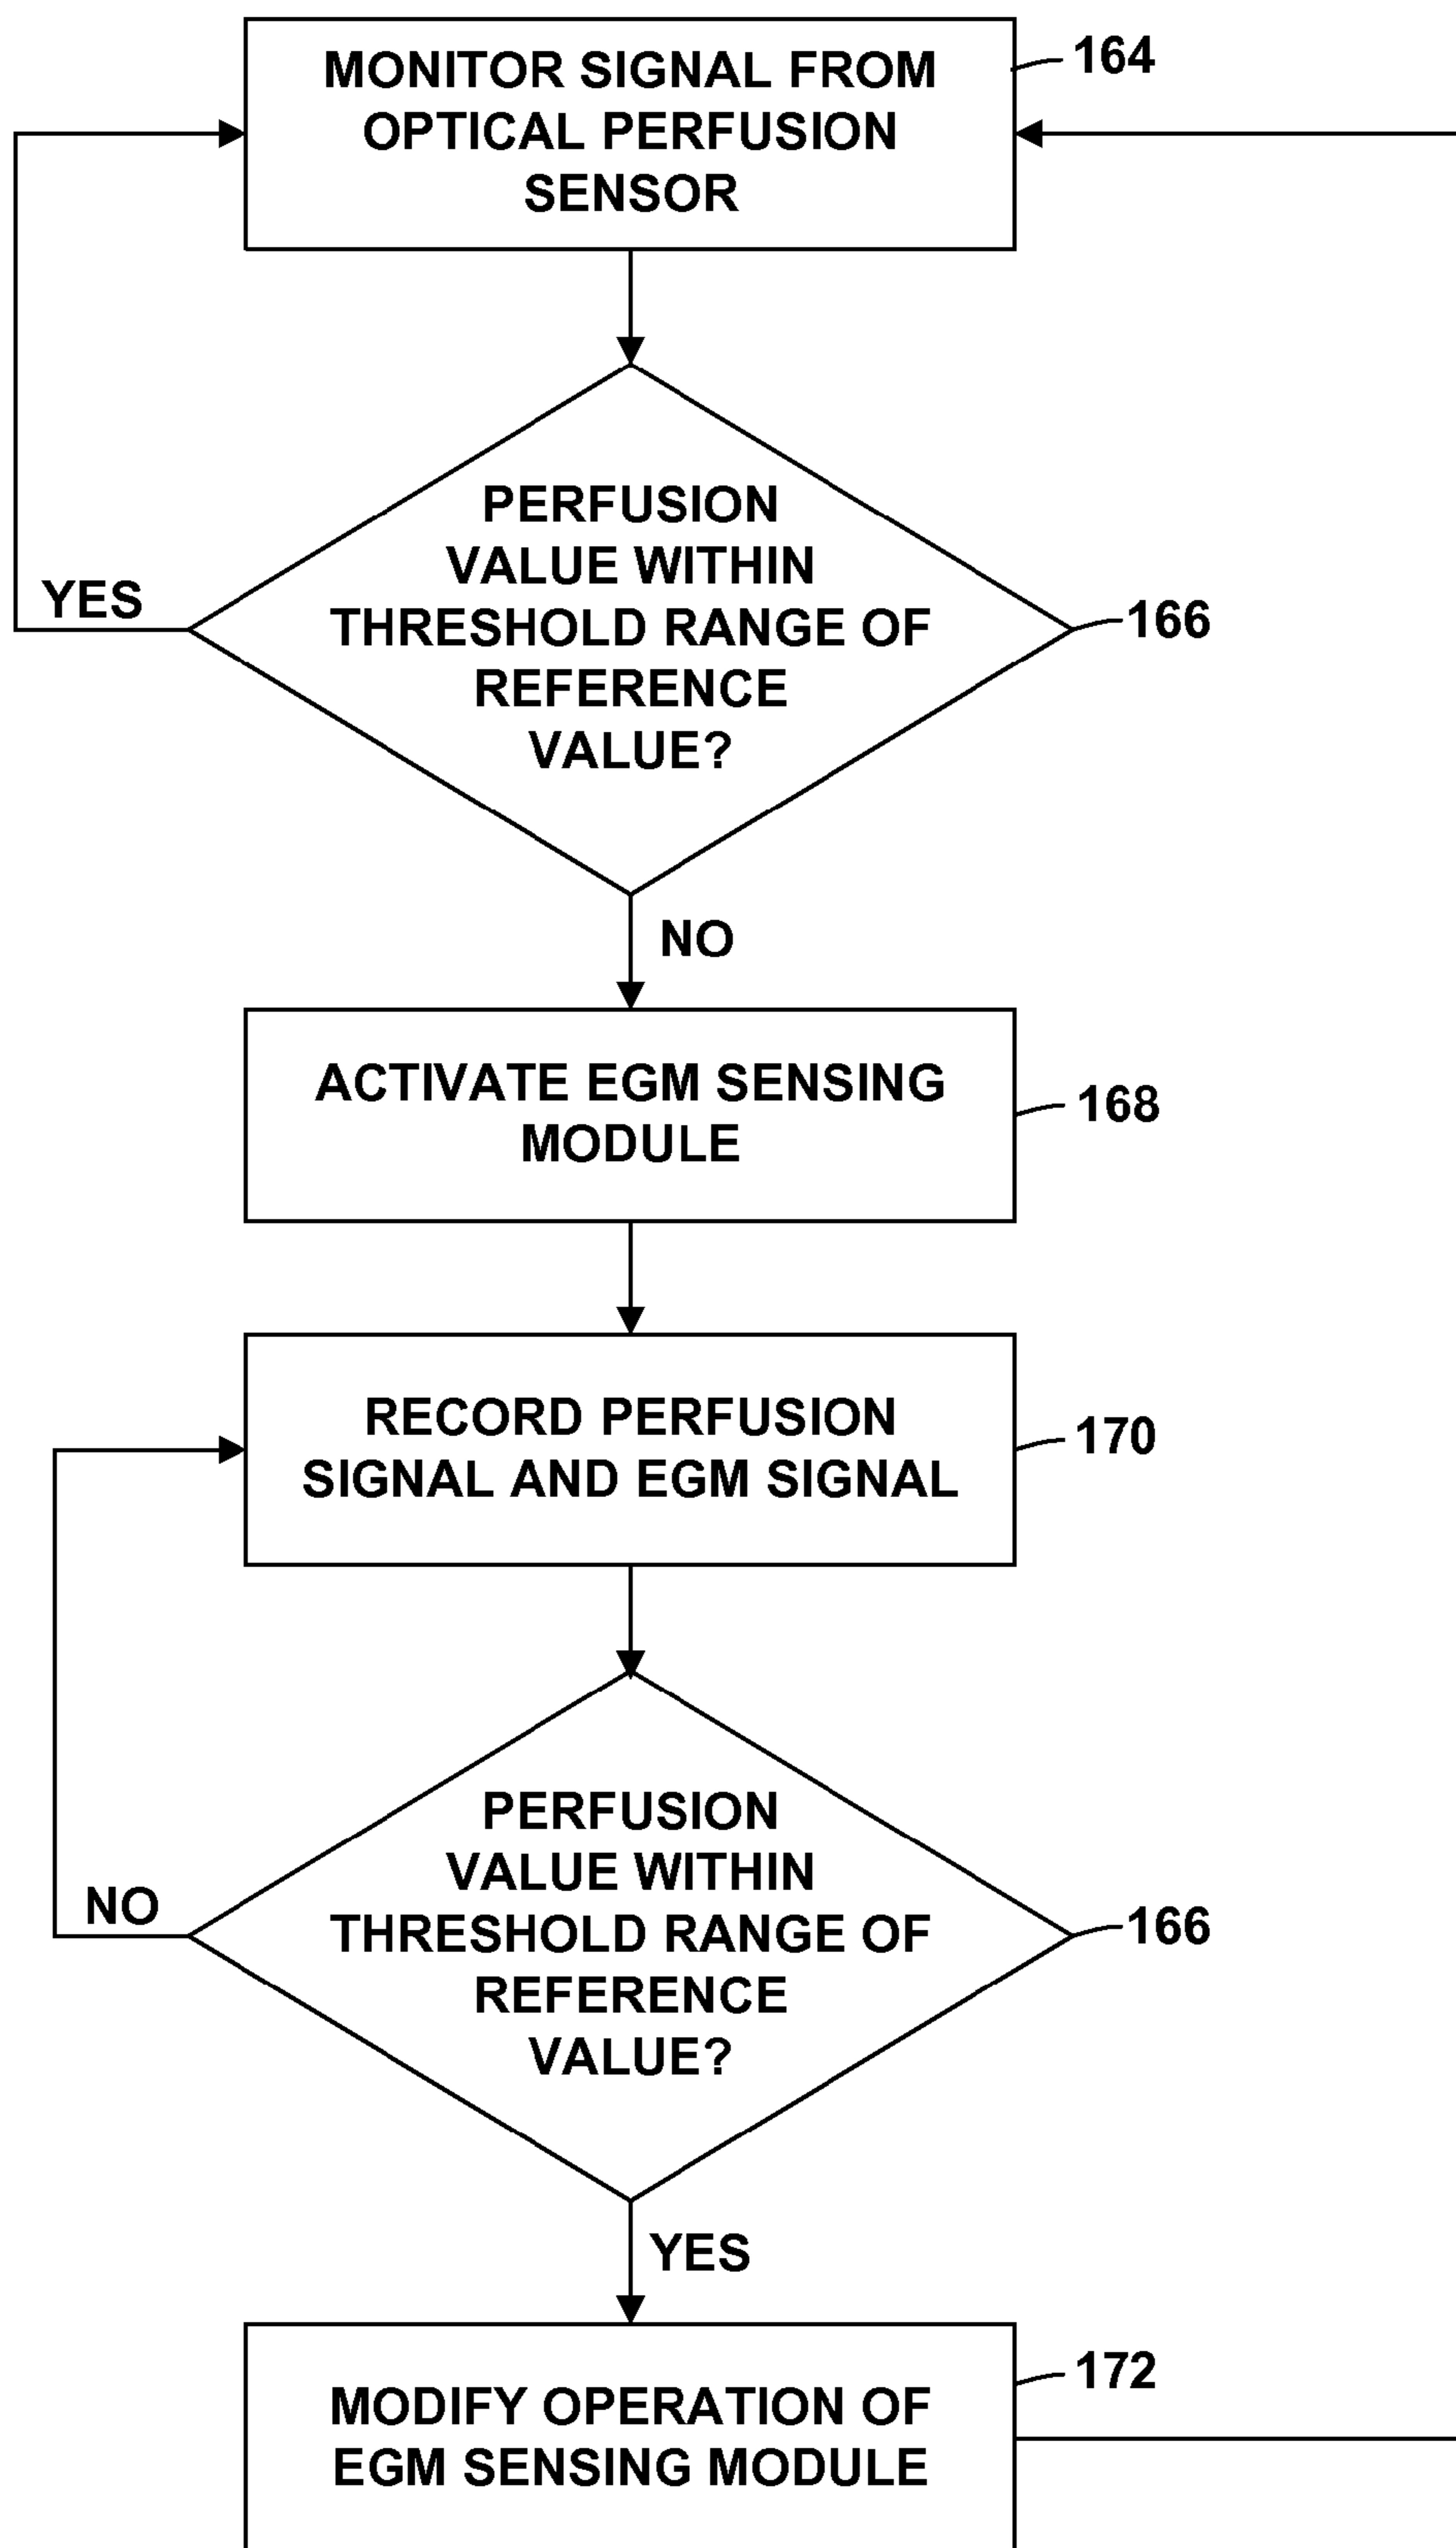 MONITOR SIGNAL FROM
OPTICAL PERFUSION
SENSOR
164
PERFUSION
VALUE WITHIN
THRESHOLD RANGE OF
REFERENCE
VALUE?
166
YES
NO
ACTIVATE EGM SENSING
MODULE
168
RECORD PERFUSION
SIGNAL AND EGM SIGNAL
170
PERFUSION
VALUE WITHIN
THRESHOLD RANGE OF
REFERENCE
VALUE?
166
NO
YES
MODIFY OPERATION OF
EGM SENSING MODULE
172